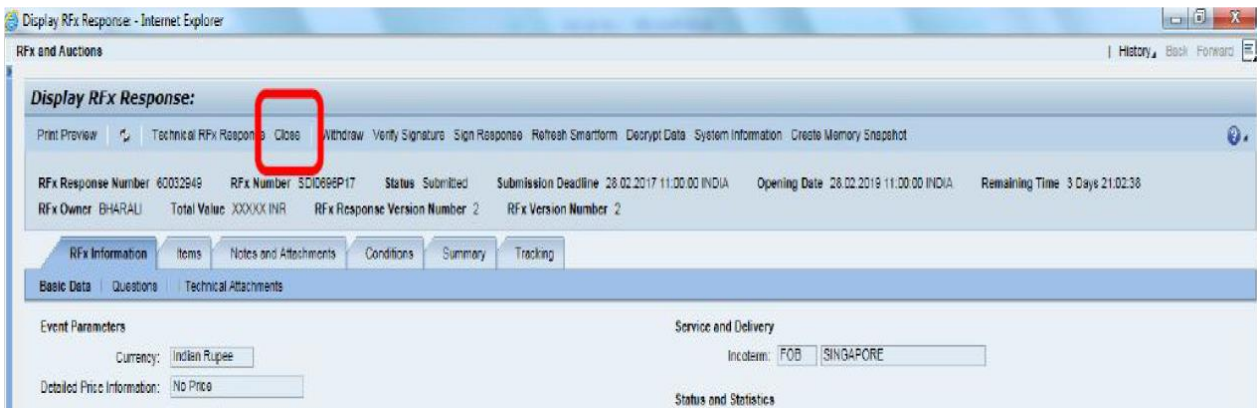 Display RFx Response: - Internet Explorer
RFx and Auctions | History Back Forward
Display RFx Response:
Print Preview Technical RFx Response Close Withdraw Verify Signature Sign Response Refresh Smartform Decrypt Data System Information Create Memory Snapshot
RFx Response Number 60032949 RFx Number SDI0696P17 Status Submitted Submission Deadline 28.02.2017 11:00:00 INDIA Opening Date 28.02.2019 11:00:00 INDIA Remaining Time 3 Days 21:02:38
RFx Owner BHARALI Total Value XXXXX INR RFx Response Version Number 2 RFx Version Number 2
RFx Information Items Notes and Attachments Conditions Summary Tracking
Basic Data | Questions | Technical Attachments
Event Parameters Service and Delivery
Currency: Indian Rupee Incoterm: FOB SINGAPORE
Detailed Price Information: No Price
Status and Statistics